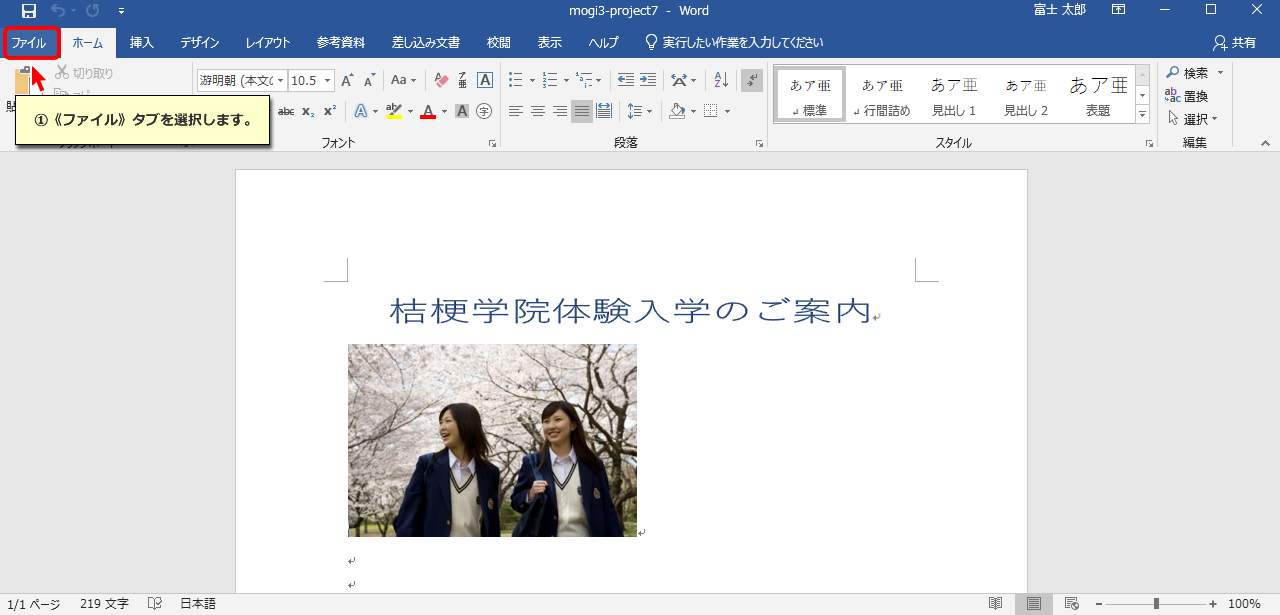 mogi3-project7 - Word
富士 太郎
ファイル ホーム 挿入 デザイン レイアウト 参考資料 差し込み文書 校閲 表示 ヘルプ 実行したい作業を入力してください 共有
切り取り
游明朝 (本文の 10.5 Aa
あア亜 あア亜 あア亜 あア亜 あア亜
標準 行間詰め 見出し 1 見出し 2 表題
検索
置換
選択
①《ファイル》タブを選択します。
フォント 段落 スタイル 編集
桔梗学院体験入学のご案内
1/1 ページ 219 文字 日本語 100%